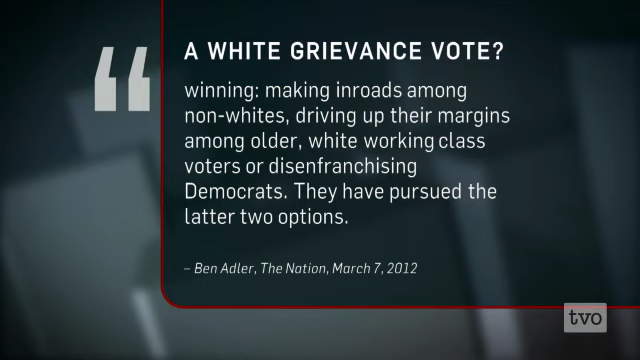 “
A WHITE GRIEVANCE VOTE?
winning: making inroads among
non-whites, driving up their margins
among older, white working class
voters or disenfranchising
Democrats. They have pursued the
latter two options.
– Ben Adler, The Nation, March 7, 2012
tvo